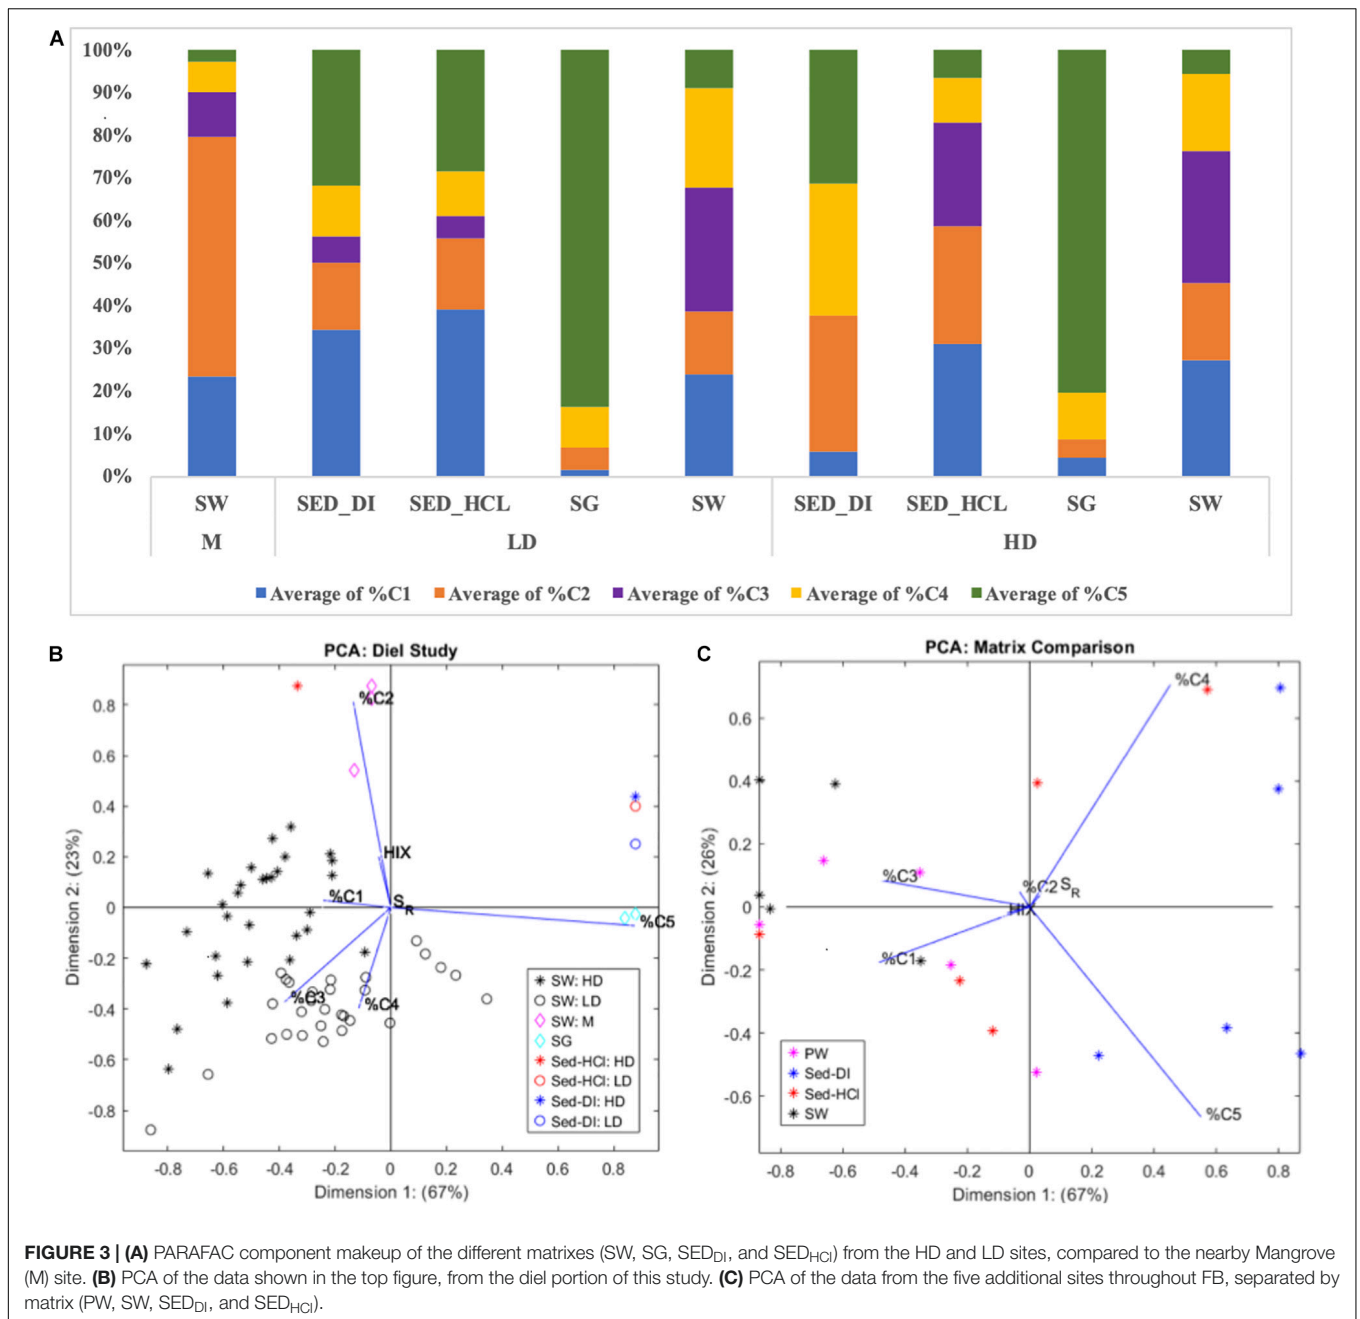 A
100%
90%
80%
70%
60%
50%
40%
30%
20%
10%
0%
SW SED_DI SED_HCL SG SW SED_DI SED_HCL SG SW
M LD HD
Average of %C1 Average of %C2 Average of %C3 Average of %C4 Average of %C5
B
PCA: Diel Study
Dimension 2: (23%)
0.8
0.6
0.4
0.2
0
-0.2
-0.4
-0.6
-0.8
%C2
HIX
%C1
SR
%C5
%C3
%C4
SW: HD
SW: LD
SW: M
SG
Sed-HCl: HD
Sed-HCl: LD
Sed-DI: HD
Sed-DI: LD
-0.8 -0.6 -0.4 -0.2 0 0.2 0.4 0.6 0.8
Dimension 1: (67%)
C
PCA: Matrix Comparison
Dimension 2: (26%)
0.6
0.4
0.2
0
-0.2
-0.4
-0.6
%C4
%C3
%C2 SR
HIX
%C1
%C5
PW
Sed-DI
Sed-HCl
SW
-0.8 -0.6 -0.4 -0.2 0 0.2 0.4 0.6 0.8
Dimension 1: (67%)
FIGURE 3 | (A) PARAFAC component makeup of the different matrixes (SW, SG, SEDDI, and SEDHCl) from the HD and LD sites, compared to the nearby Mangrove
(M) site. (B) PCA of the data shown in the top figure, from the diel portion of this study. (C) PCA of the data from the five additional sites throughout FB, separated by
matrix (PW, SW, SEDDI, and SEDHCl).